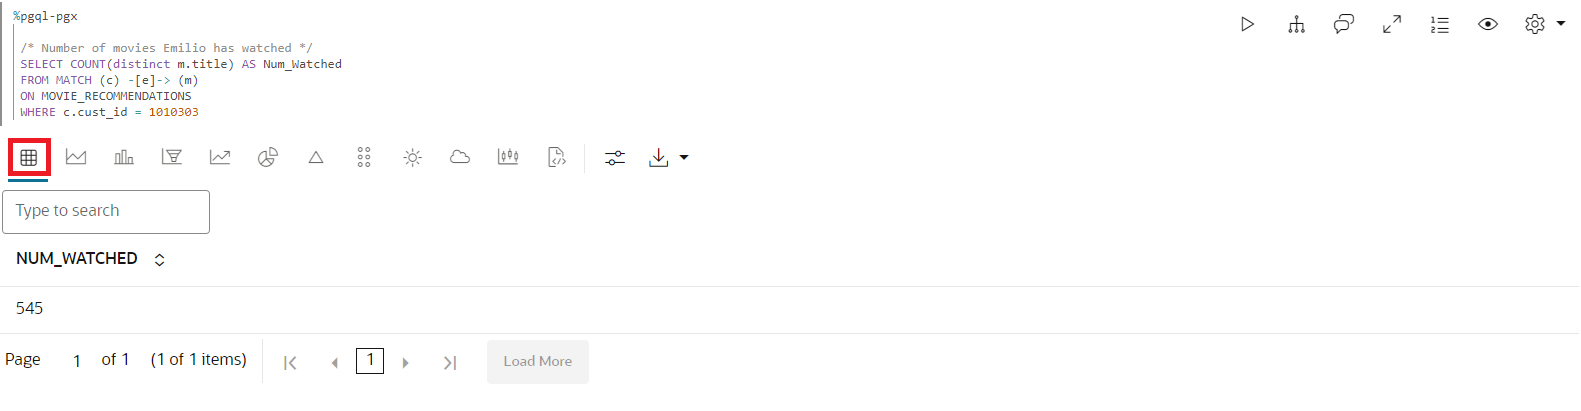 %pgql-pgx
/* Number of movies Emilio has watched */
SELECT COUNT(distinct m.title) AS Num_Watched
FROM MATCH (c) -[e]-> (m)
ON MOVIE_RECOMMENDATIONS
WHERE c.cust_id = 1010303
Type to search
NUM_WATCHED
545
Page 1 of 1 (1 of 1 items) 1 Load More